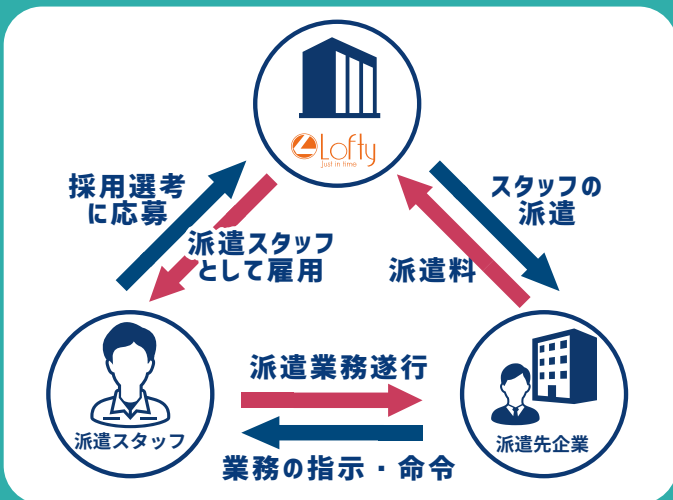 Lofty
just in time
採用選考
に応募
スタッフの
派遣
派遣スタッフ
として雇用
派遣料
派遣業務遂行
派遣スタッフ
派遣先企業
業務の指示・命令